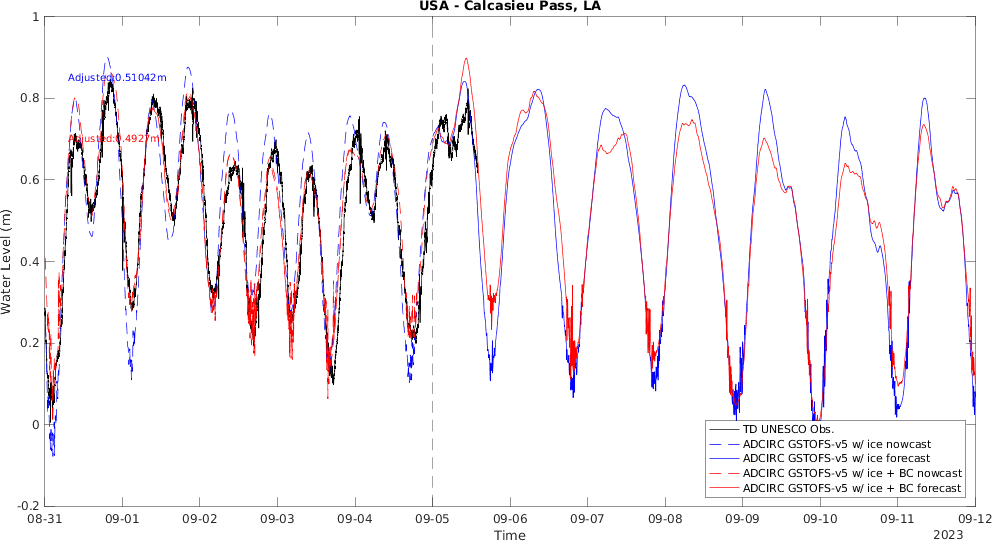 USA - Calcasieu Pass, LA
1
0.8
0.6
0.4
0.2
0
-0.2
Water Level (m)
Adjusted:0.51042m
Adjusted:0.4927m
TD UNESCO Obs.
ADCIRC GSTOFS-v5 w/ ice nowcast
ADCIRC GSTOFS-v5 w/ ice forecast
ADCIRC GSTOFS-v5 w/ ice + BC nowcast
ADCIRC GSTOFS-v5 w/ ice + BC forecast
08-31 09-01 09-02 09-03 09-04 09-05 09-06 09-07 09-08 09-09 09-10 09-11 09-12
Time
2023